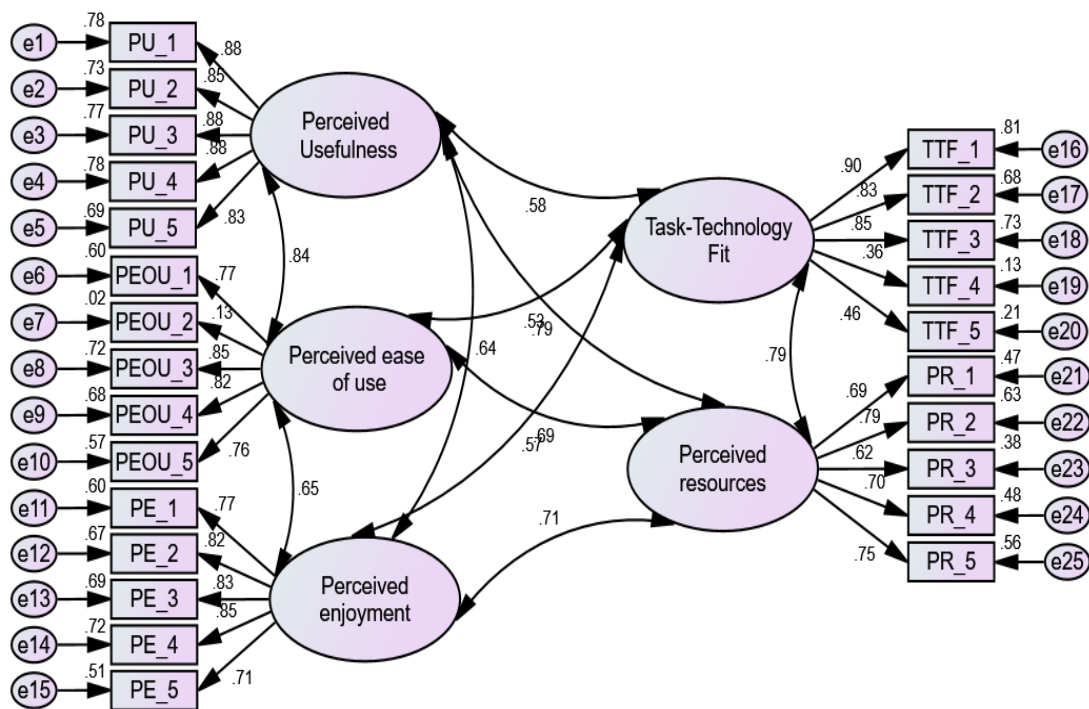 .78
e1
PU_1
.88
.73
e2
PU_2
.85
.77
e3
PU_3
.88
.78
e4
PU_4
.88
.69
e5
PU_5
.83
.60
e6
PEOU_1
.77
.02
e7
PEOU_2
.13
.72
e8
PEOU_3
.85
.68
e9
PEOU_4
.82
.57
e10
PEOU_5
.76
.60
e11
PE_1
.77
.67
e12
PE_2
.82
.69
e13
PE_3
.83
.72
e14
PE_4
.85
.51
e15
PE_5
.71
Perceived
Usefulness
.84
Perceived ease
of use
.65
Perceived
enjoyment
.58
.53
.79
.64
.69
.57
.71
Task-Technology
Fit
.79
Perceived
resources
.90
TTF_1
.81
e16
.83
TTF_2
.68
e17
.85
TTF_3
.73
e18
.36
TTF_4
.13
e19
.46
TTF_5
.21
e20
.69
PR_1
.47
e21
.79
PR_2
.63
e22
.62
PR_3
.38
e23
.70
PR_4
.48
e24
.75
PR_5
.56
e25